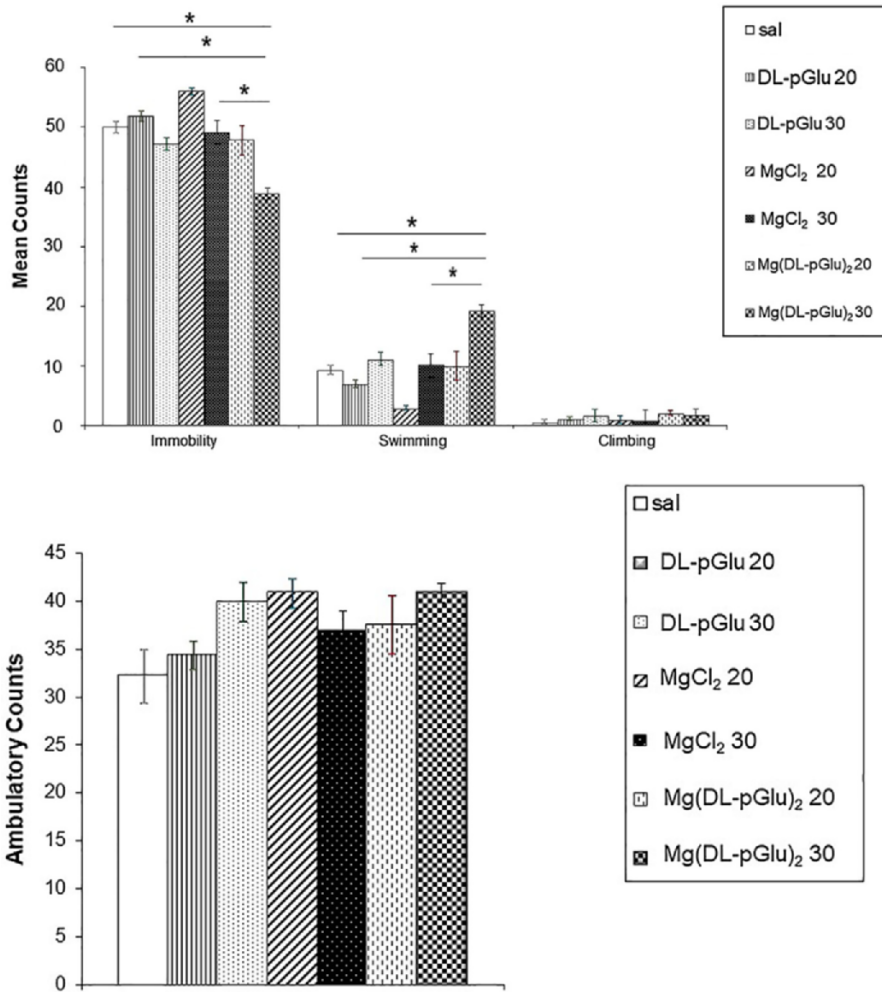 * 
*
*
60
50
40
30
20
10
0
Mean Counts
*
*
*
Immobility Swimming Climbing
sal
DL-pGlu 20
DL-pGlu 30
MgCl₂ 20
MgCl₂ 30
Mg(DL-pGlu)₂ 20
Mg(DL-pGlu)₂ 30
45
40
35
30
25
20
15
10
5
0
Ambulatory Counts
sal
DL-pGlu 20
DL-pGlu 30
MgCl₂ 20
MgCl₂ 30
Mg(DL-pGlu)₂ 20
Mg(DL-pGlu)₂ 30